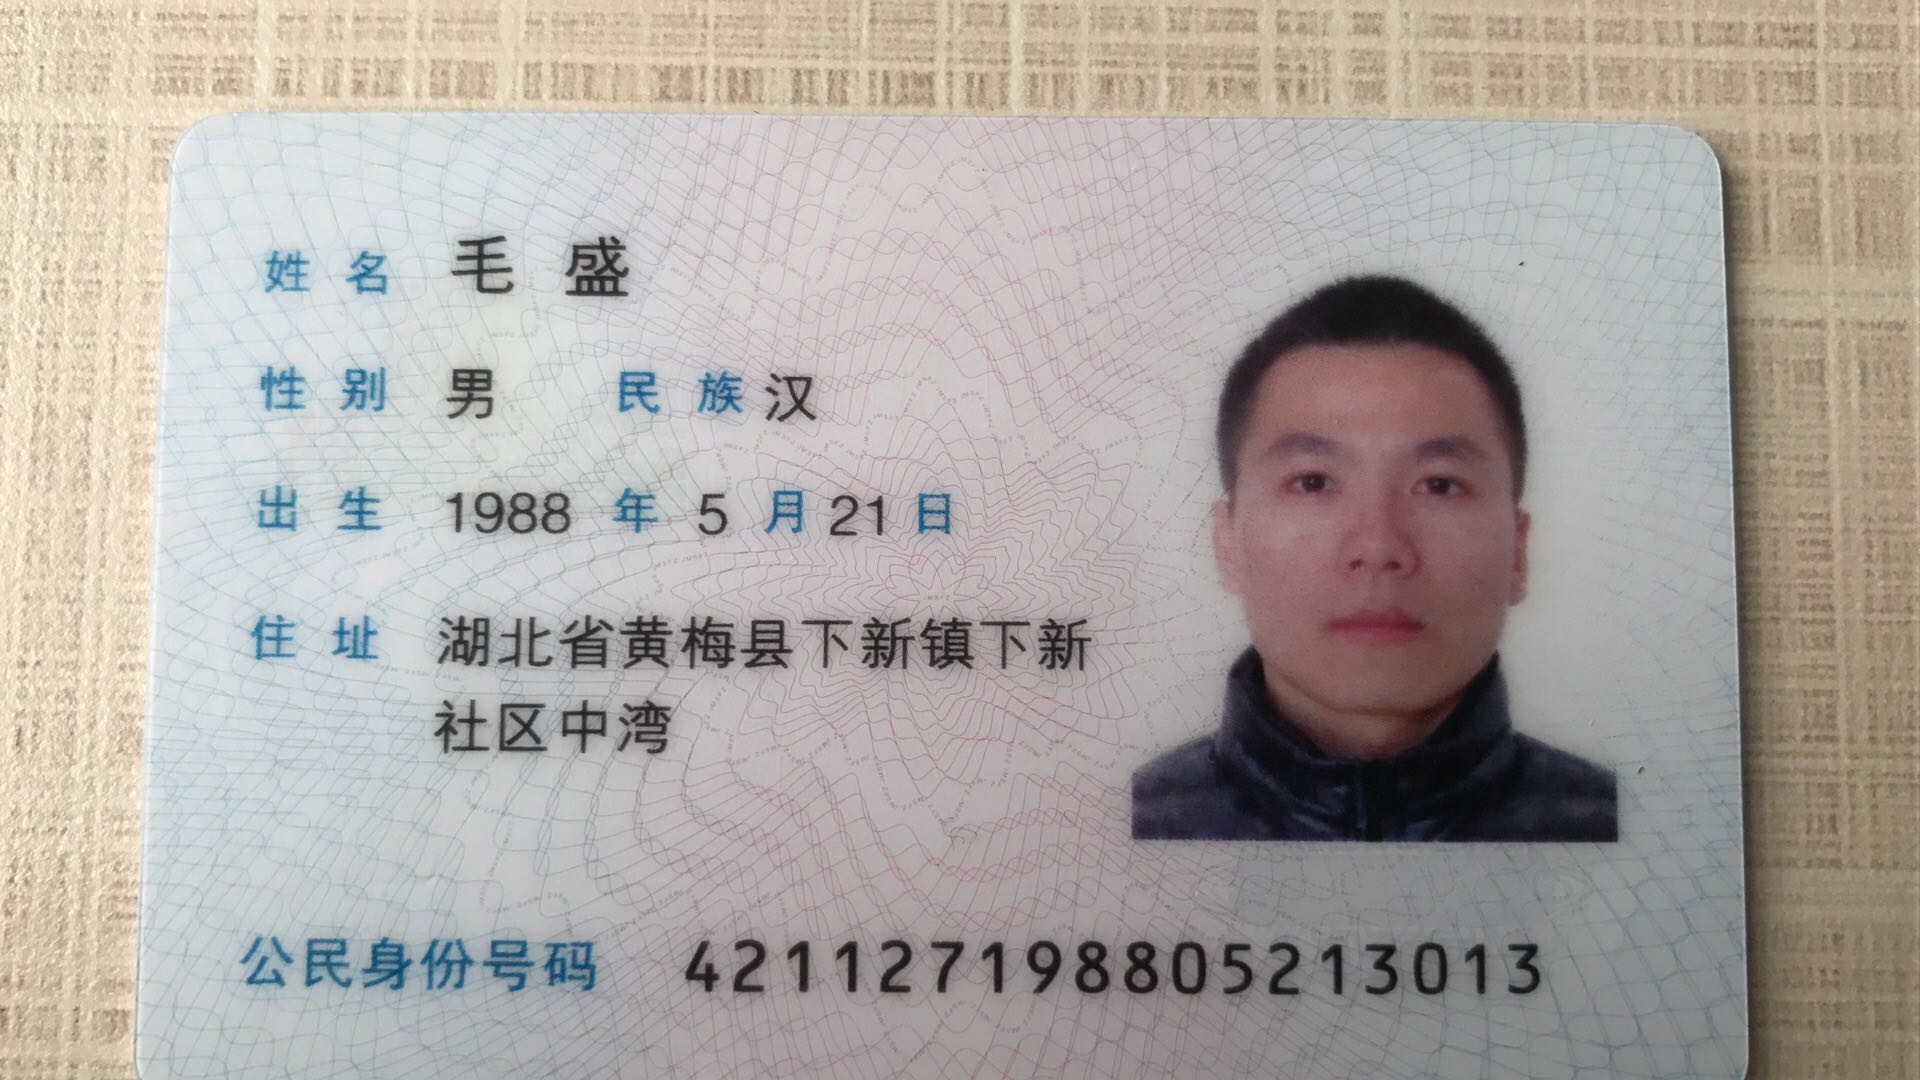 姓名 毛盛
性别 男 民族 汉
出生 1988 年 5 月 21 日
住址 湖北省黄梅县下新镇下新
社区中湾
公民身份号码 421127198805213013